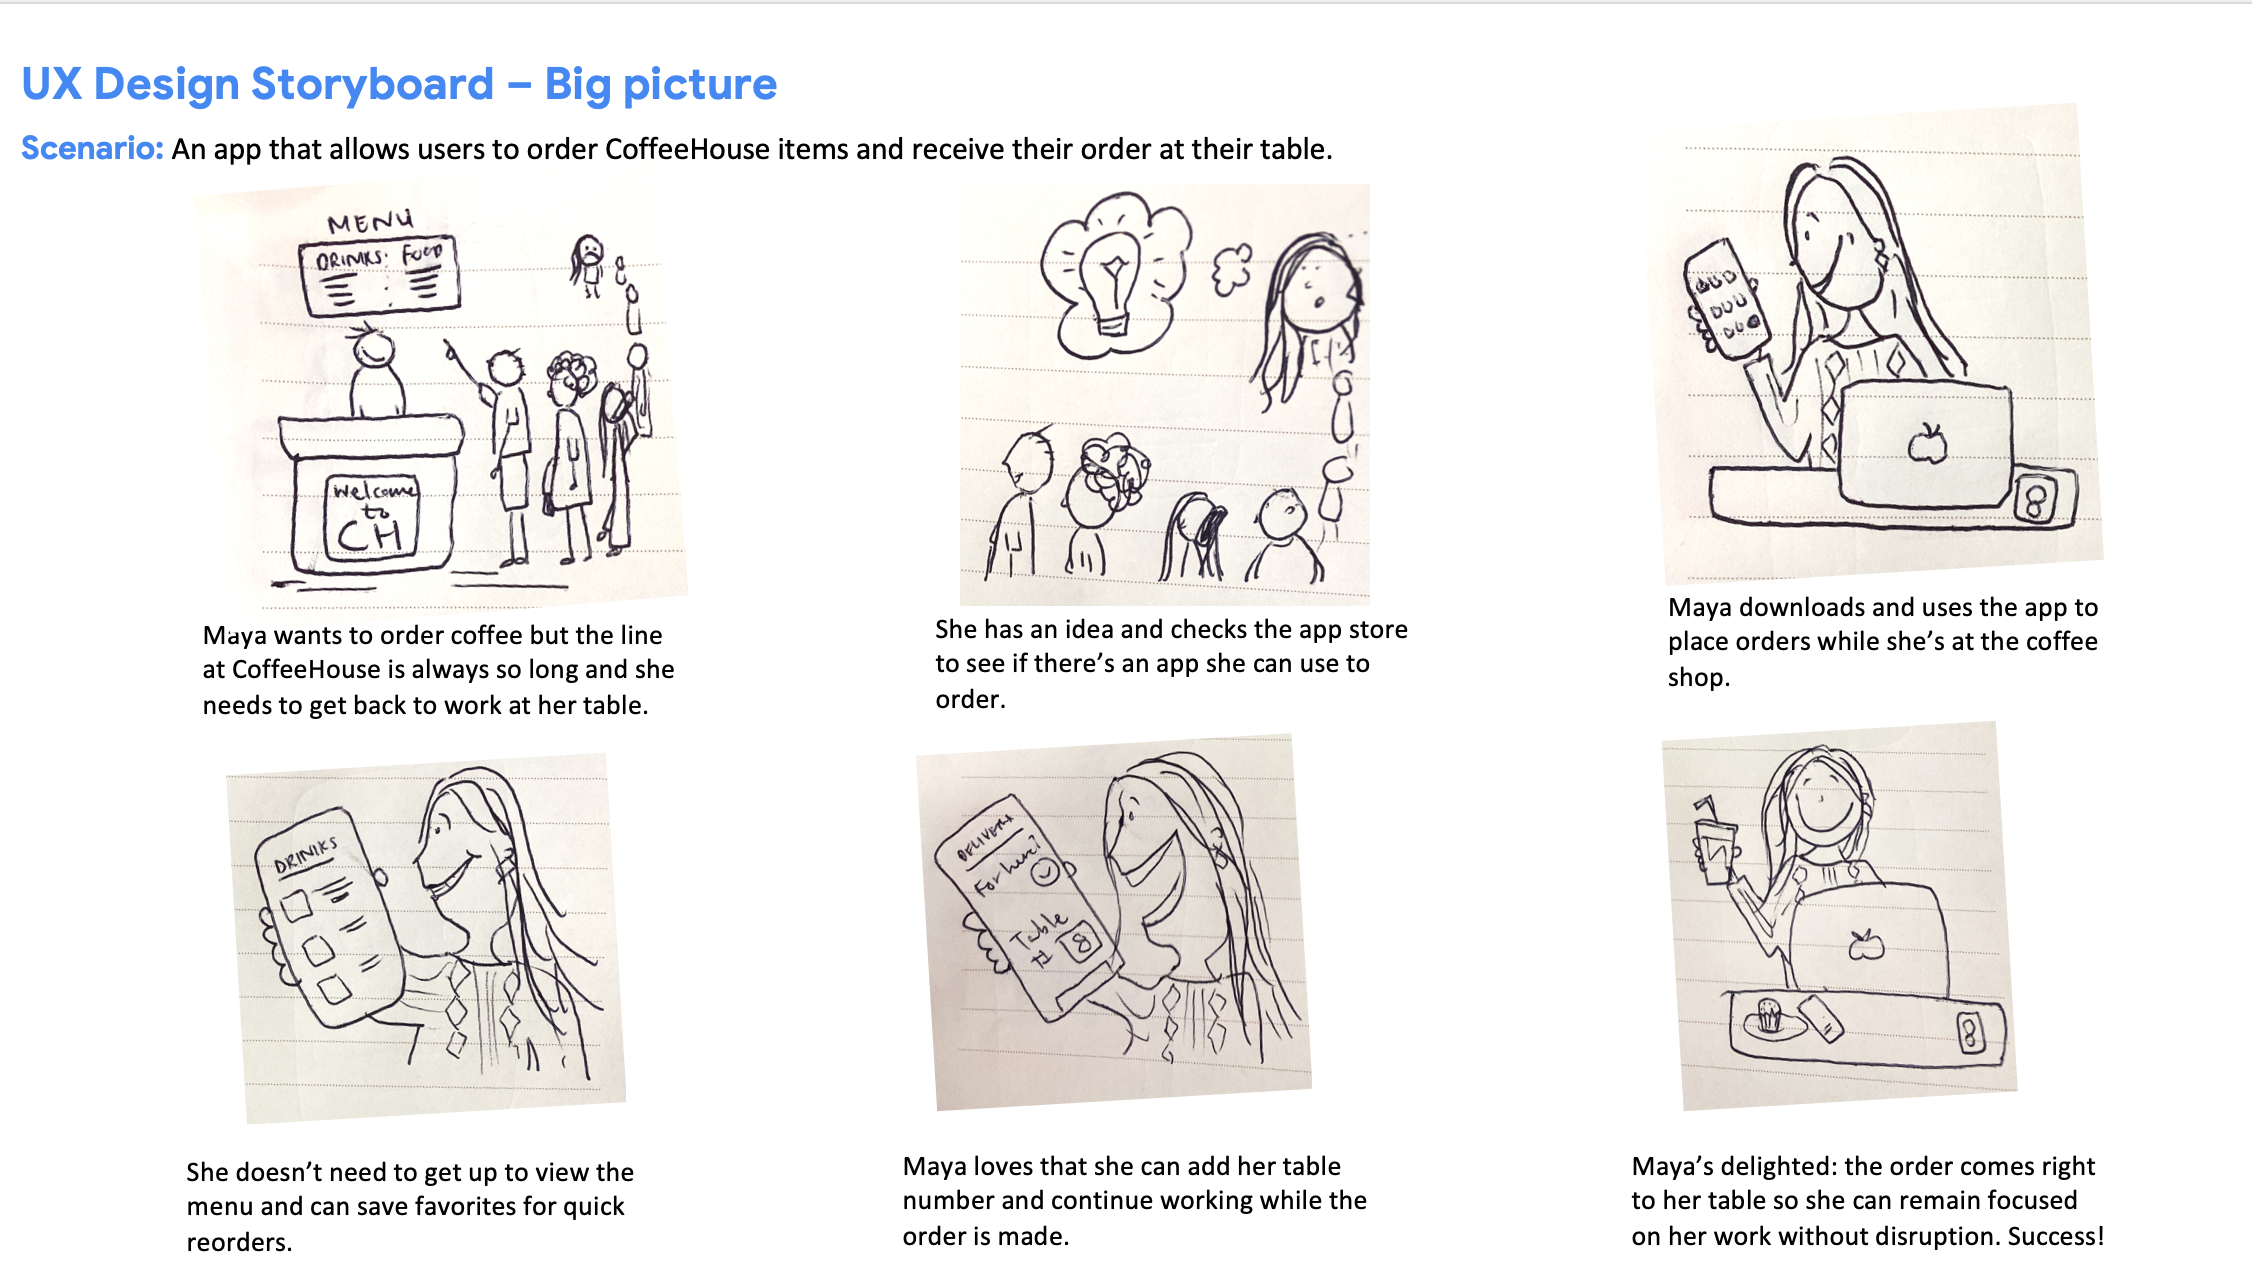 UX Design Storyboard – Big picture
Scenario: An app that allows users to order CoffeeHouse items and receive their order at their table.
MENU
DRINKS: FOOD
Welcome
to
CH
Maya wants to order coffee but the line
at CoffeeHouse is always so long and she
needs to get back to work at her table.
She has an idea and checks the app store
to see if there's an app she can use to
order.
8
Maya downloads and uses the app to
place orders while she's at the coffee
shop.
DRINKS
She doesn't need to get up to view the
menu and can save favorites for quick
reorders.
DELIVERY
For here?
Table
# 8
Maya loves that she can add her table
number and continue working while the
order is made.
8
Maya's delighted: the order comes right
to her table so she can remain focused
on her work without disruption. Success!